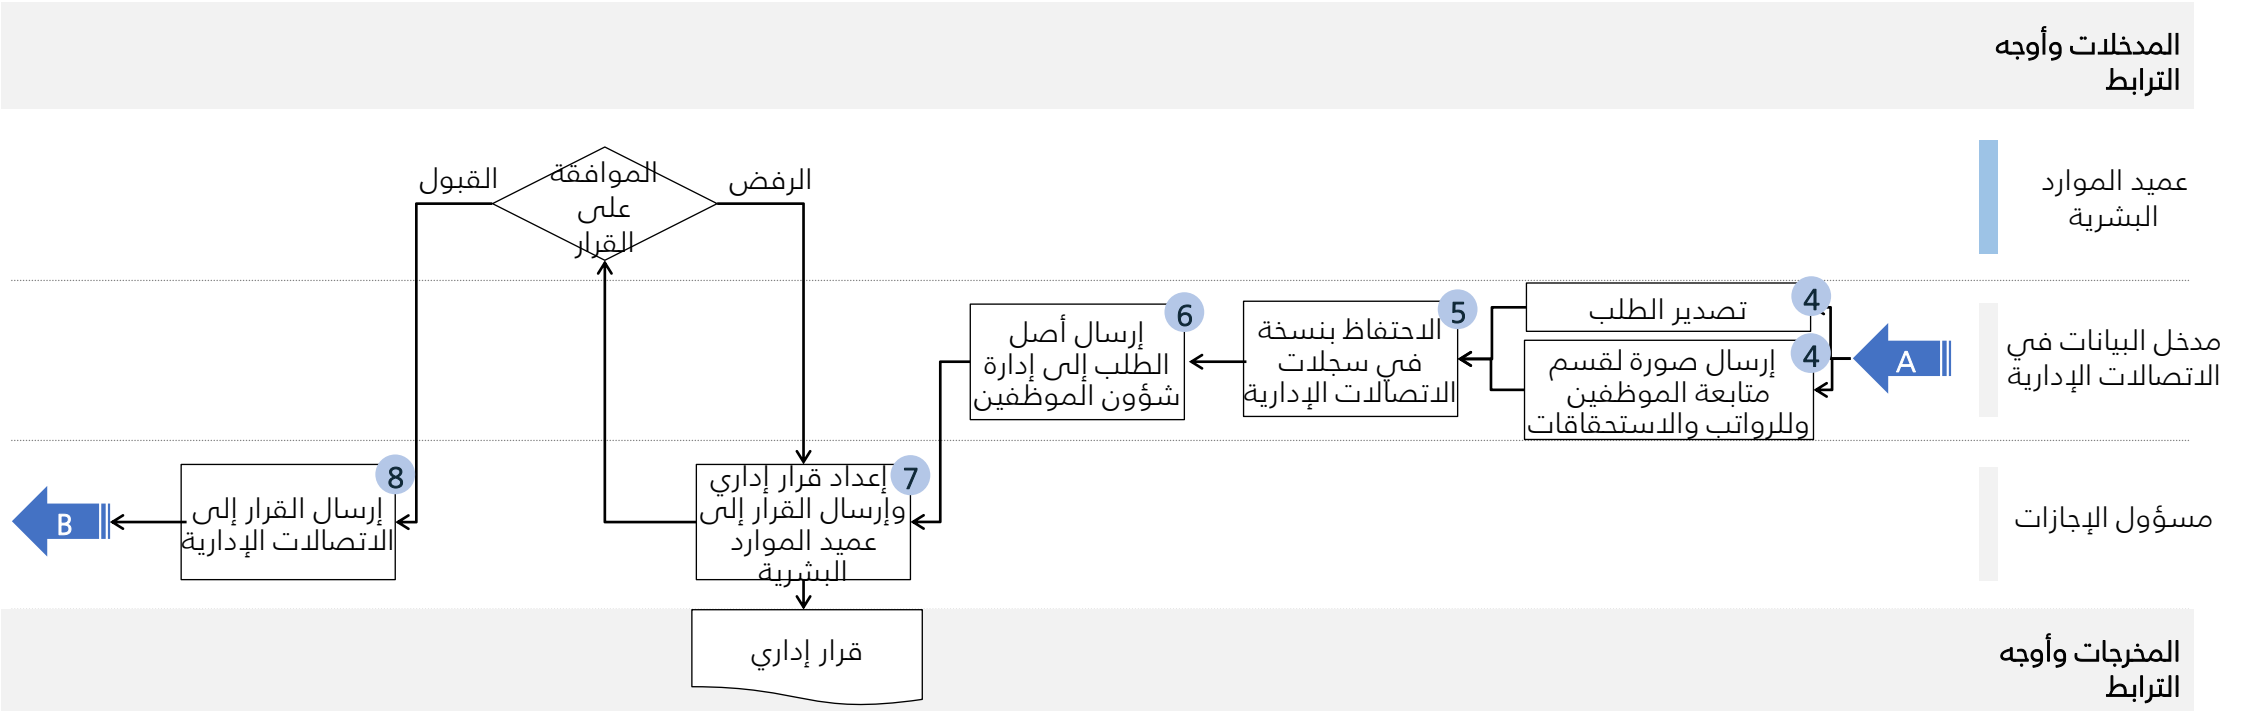 المدخلات وأوجه
الترابط
عميد الموارد
البشرية
الرفض
الموافقة
على
القرار
القبول
مدخل البيانات في
الاتصالات الإدارية
A
4
تصدير الطلب
4
إرسال صورة لقسم
متابعة الموظفين
وللرواتب والاستحقاقات
5
الاحتفاظ بنسخة
في سجلات
الاتصالات الإدارية
6
إرسال أصل
الطلب إلى إدارة
شؤون الموظفين
مسؤول الإجازات
7
إعداد قرار إداري
وإرسال القرار إلى
عميد الموارد
البشرية
8
إرسال القرار إلى
الاتصالات الإدارية
B
المخرجات وأوجه
الترابط
قرار إداري